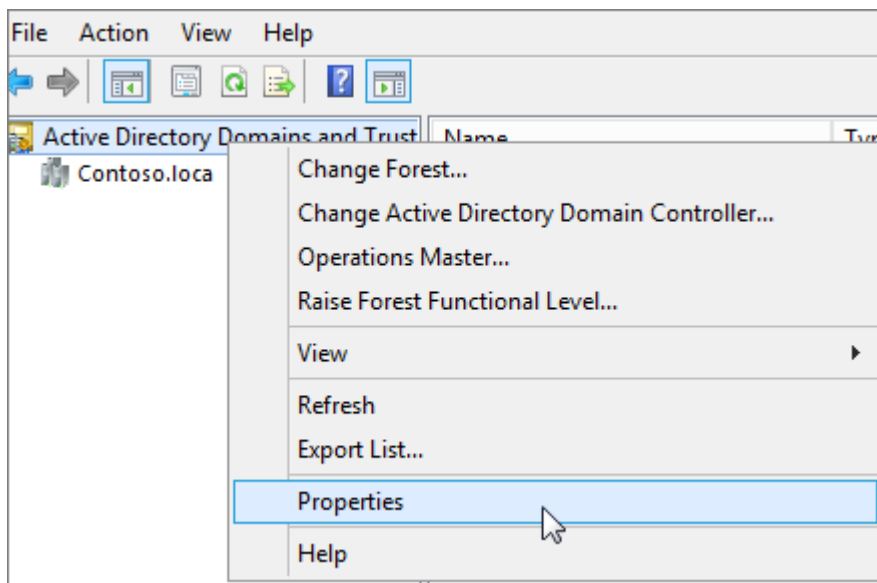 File Action View Help
Active Directory Domains and Trust
Name
Contoso.loca
Change Forest...
Change Active Directory Domain Controller...
Operations Master...
Raise Forest Functional Level...
View
Refresh
Export List...
Properties
Help